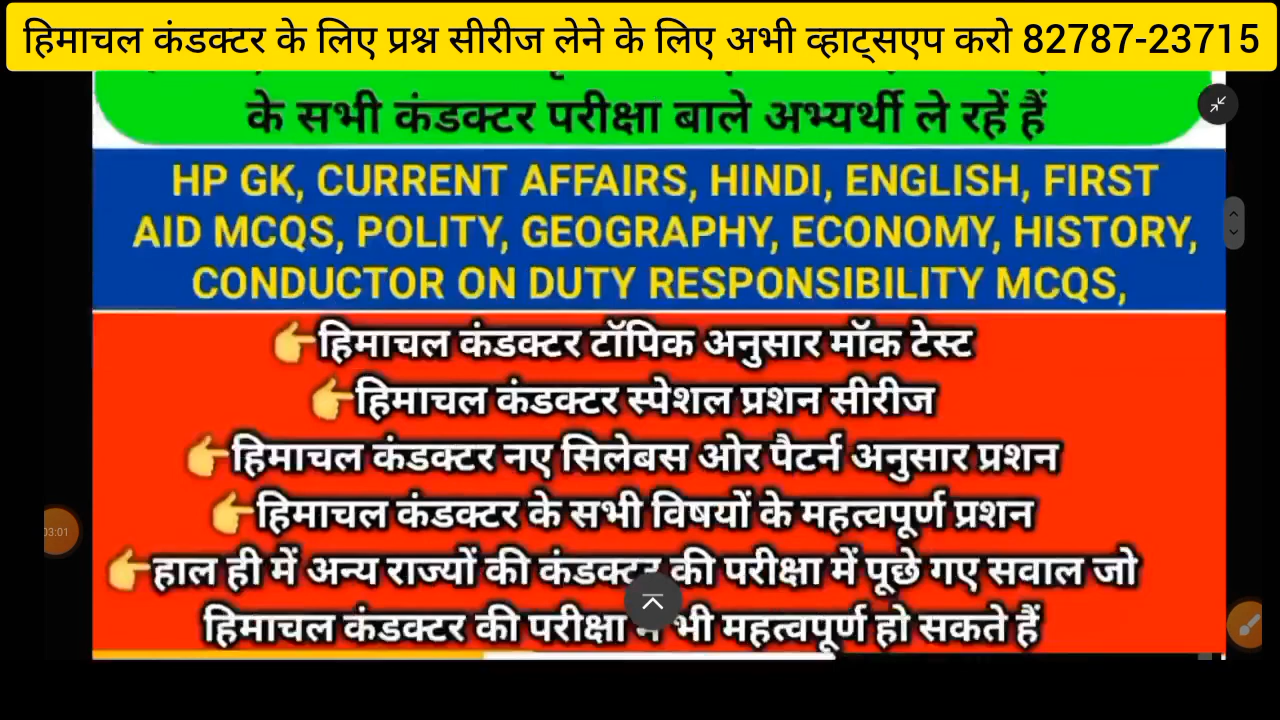 हिमाचल कंडक्टर के लिए प्रश्न सीरीज लेने के लिए अभी व्हाट्सएप करो 82787-23715
के सभी कंडक्टर परीक्षा बाले अभ्यर्थी ले रहें हैं
HP GK, CURRENT AFFAIRS, HINDI, ENGLISH, FIRST
AID MCQS, POLITY, GEOGRAPHY, ECONOMY, HISTORY,
CONDUCTOR ON DUTY RESPONSIBILITY MCQS,
👉हिमाचल कंडक्टर टॉपिक अनुसार मॉक टेस्ट
👉हिमाचल कंडक्टर स्पेशल प्रशन सीरीज
👉हिमाचल कंडक्टर नए सिलेबस ओर पैटर्न अनुसार प्रशन
👉हिमाचल कंडक्टर के सभी विषयों के महत्वपूर्ण प्रशन
👉हाल ही में अन्य राज्यों की कंडक्टर की परीक्षा में पूछे गए सवाल जो
हिमाचल कंडक्टर की परीक्षा में भी महत्वपूर्ण हो सकते हैं
03:01